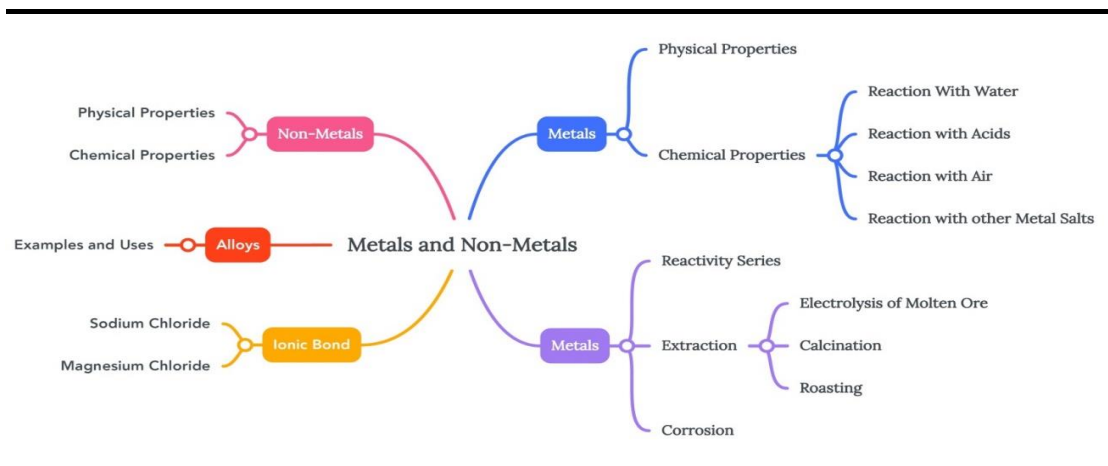 Metals and Non-Metals
Non-Metals
Physical Properties
Chemical Properties
Alloys
Examples and Uses
Ionic Bond
Sodium Chloride
Magnesium Chloride
Metals
Physical Properties
Chemical Properties
Reaction With Water
Reaction with Acids
Reaction with Air
Reaction with other Metal Salts
Metals
Reactivity Series
Extraction
Electrolysis of Molten Ore
Calcination
Roasting
Corrosion